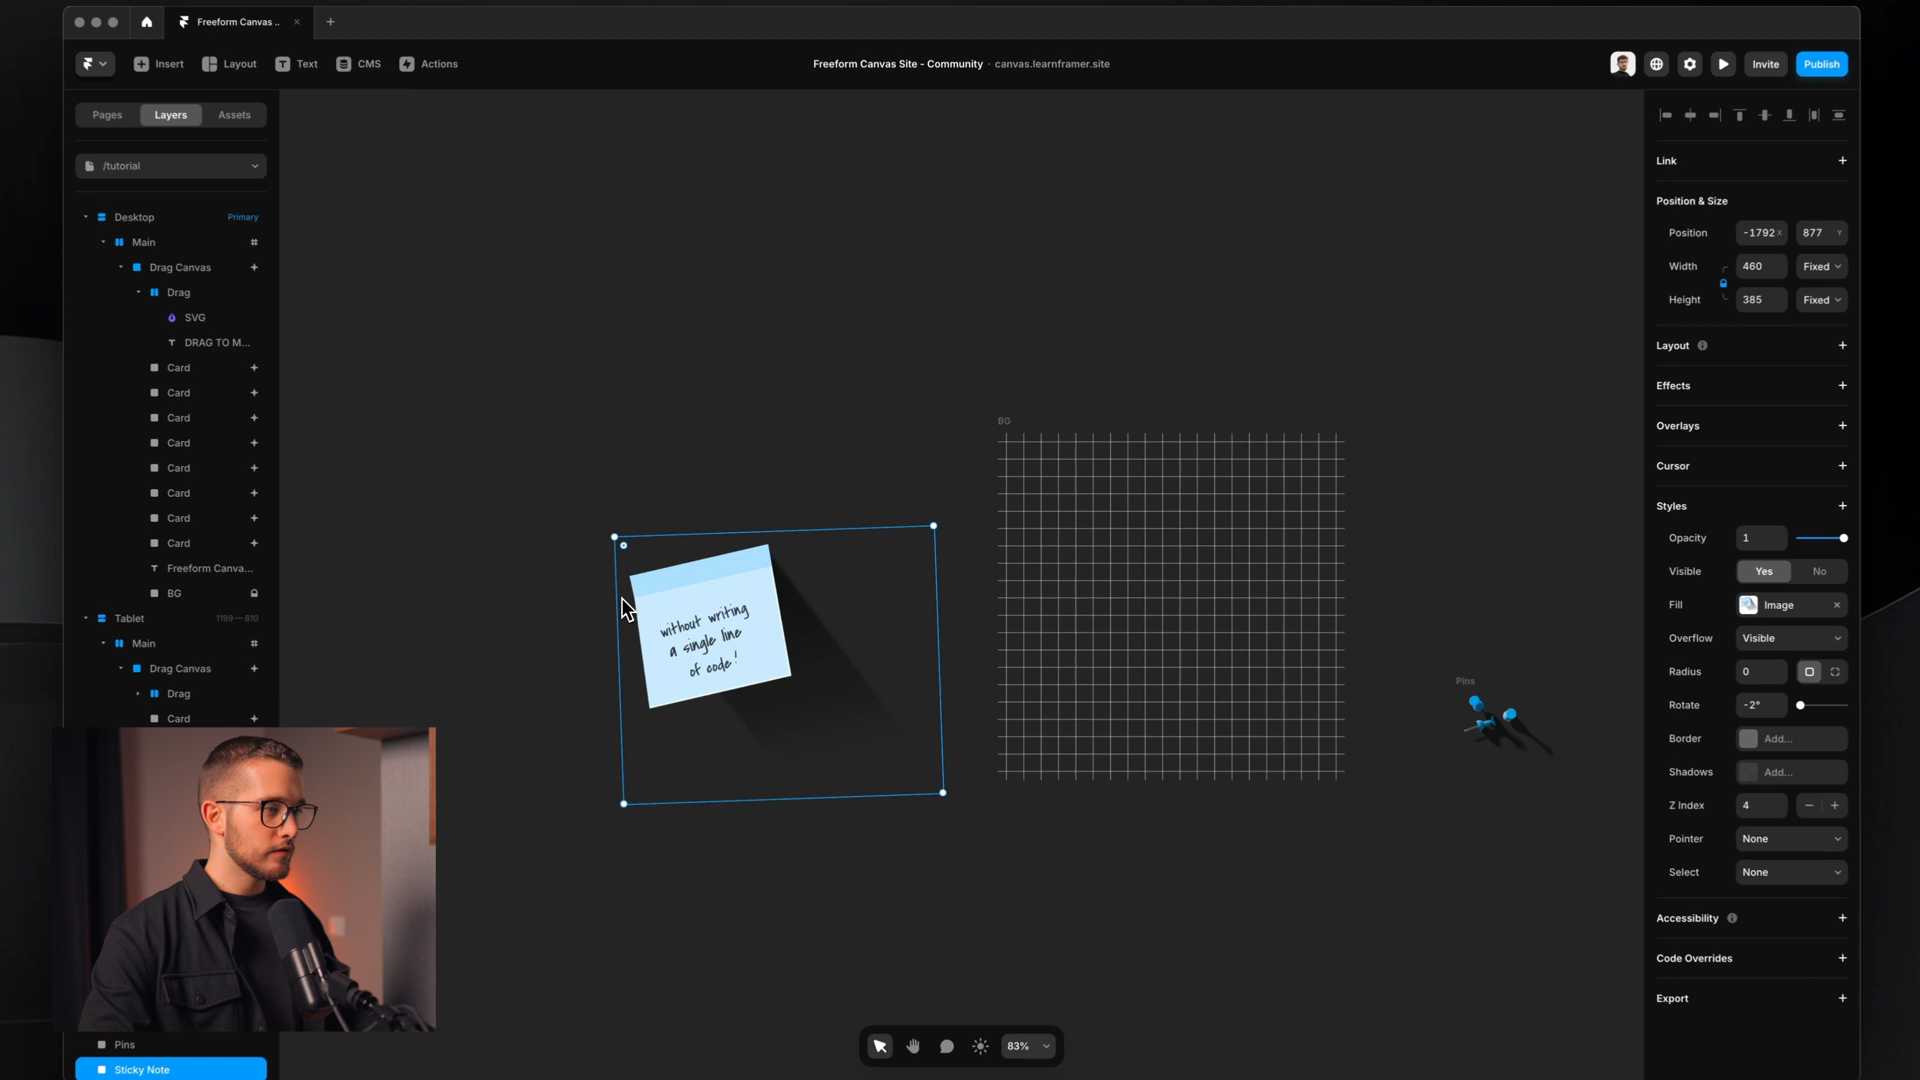 Freeform Canvas ..
Insert
Layout
Text
CMS
Actions
Freeform Canvas Site - Community · canvas.learnframer.site
Invite
Publish
Pages
Layers
Assets
/tutorial
Desktop
Primary
Main
Drag Canvas
Drag
SVG
DRAG TO M...
Card
Card
Card
Card
Card
Card
Card
Card
Freeform Canva...
BG
Tablet
1199 — 810
Main
Drag Canvas
Drag
Card
Pins
Sticky Note
without writing
a single line
of code!
BG
Pins
83%
Link
Position & Size
Position
-1792 X
877 Y
Width
460
Fixed
Height
385
Fixed
Layout
Effects
Overlays
Cursor
Styles
Opacity
1
Visible
Yes
No
Fill
Image
Overflow
Visible
Radius
0
Rotate
-2°
Border
Add...
Shadows
Add...
Z Index
4
Pointer
None
Select
None
Accessibility
Code Overrides
Export